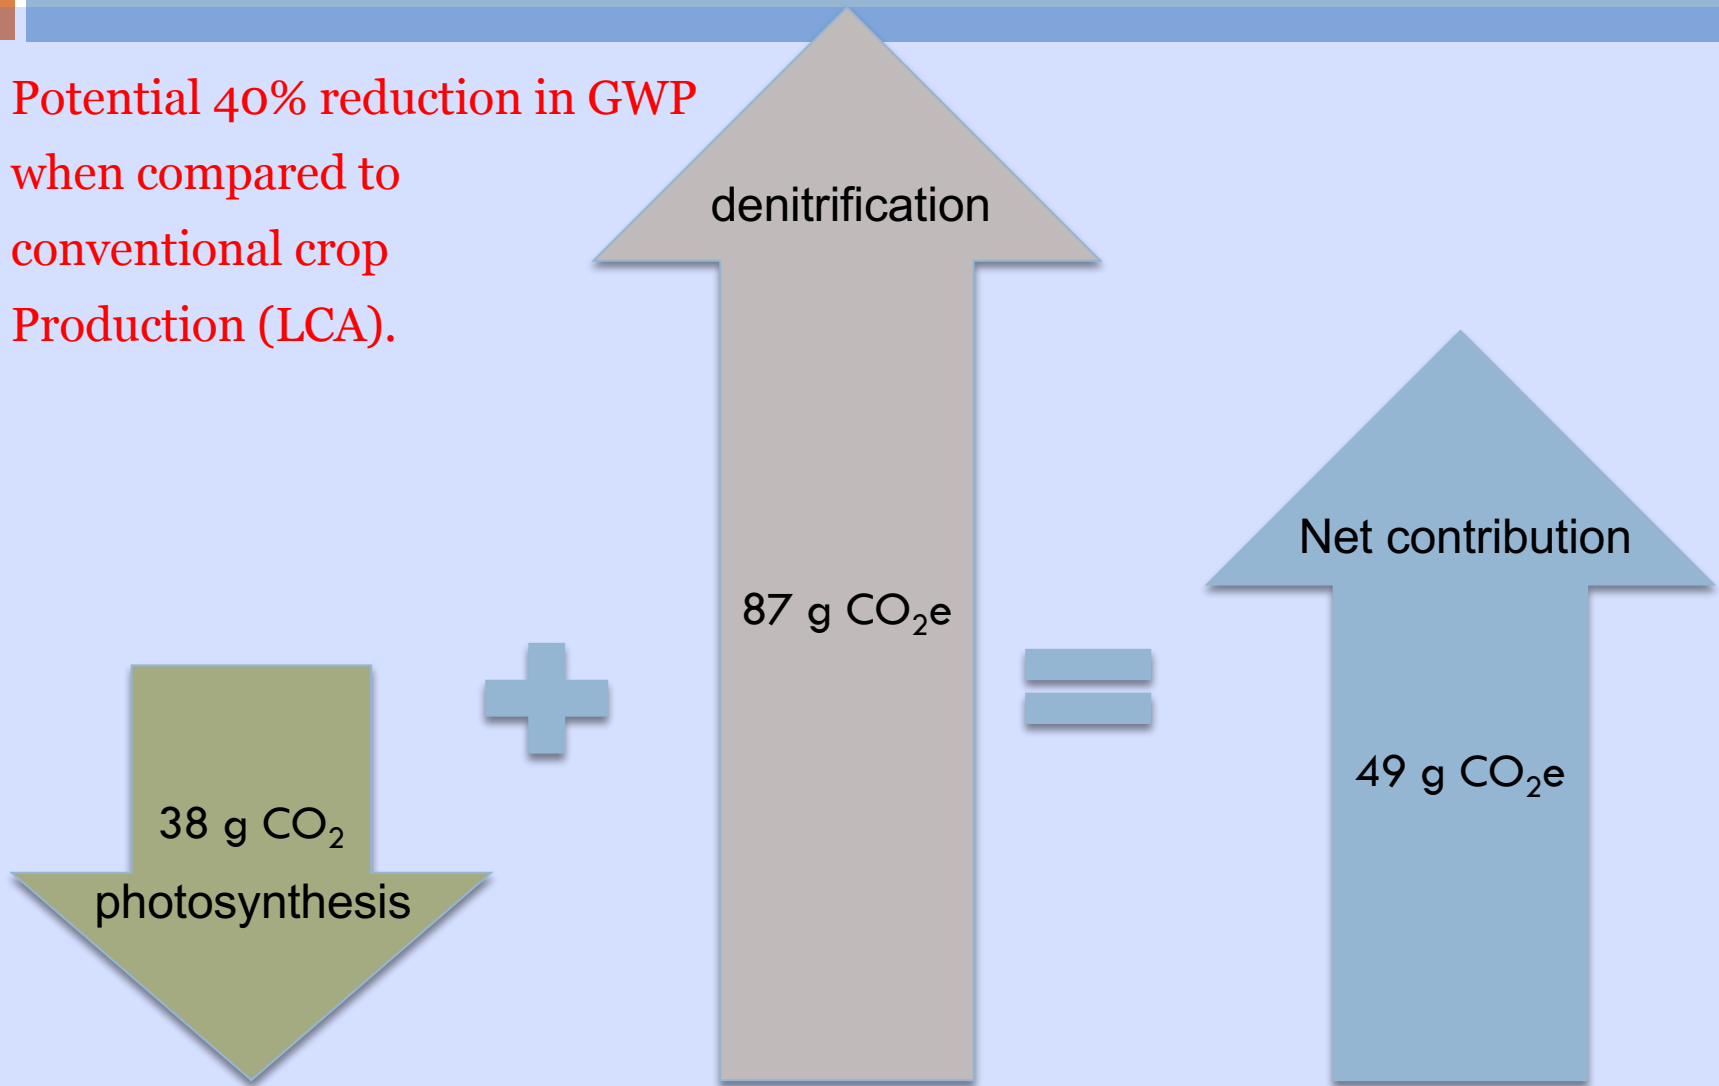 Potential 40% reduction in GWP
when compared to
conventional crop
Production (LCA).
denitrification
87 g CO₂e
Net contribution
49 g CO₂e
38 g CO₂
photosynthesis